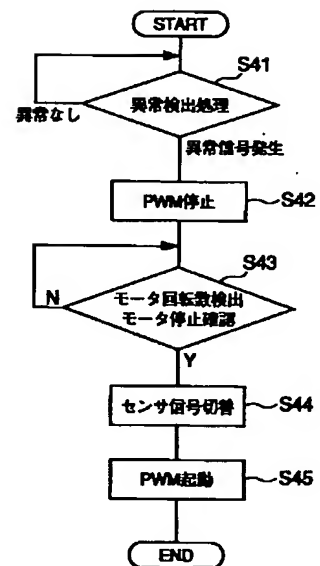 START
S41
異常検出処理
異常なし
異常信号発生
PWM停止
S42
S43
N
モータ回転数検出
モータ停止確認
Y
センサ信号切替
S44
PWM起動
S45
END